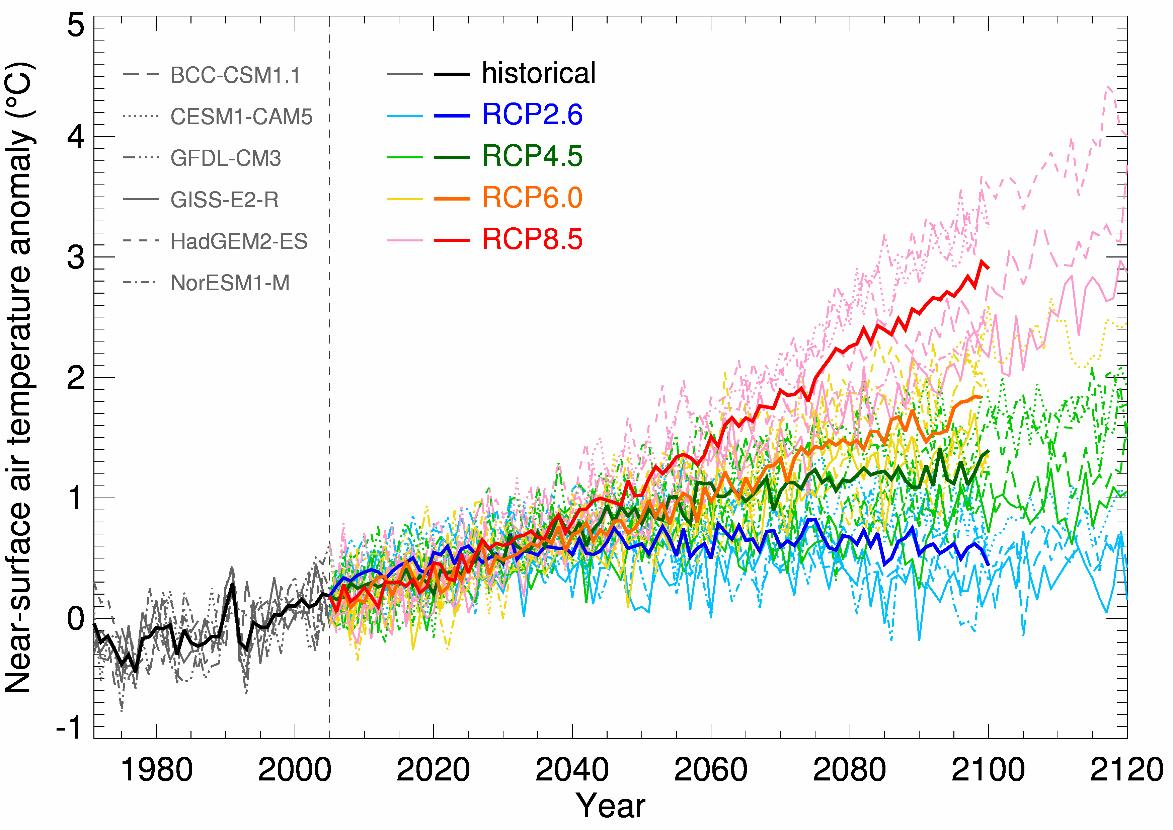 Near-surface air temperature anomaly (°C)
5
4
3
2
1
0
-1
BCC-CSM1.1
CESM1-CAM5
GFDL-CM3
GISS-E2-R
HadGEM2-ES
NorESM1-M
historical
RCP2.6
RCP4.5
RCP6.0
RCP8.5
1980 2000 2020 2040 2060 2080 2100 2120
Year